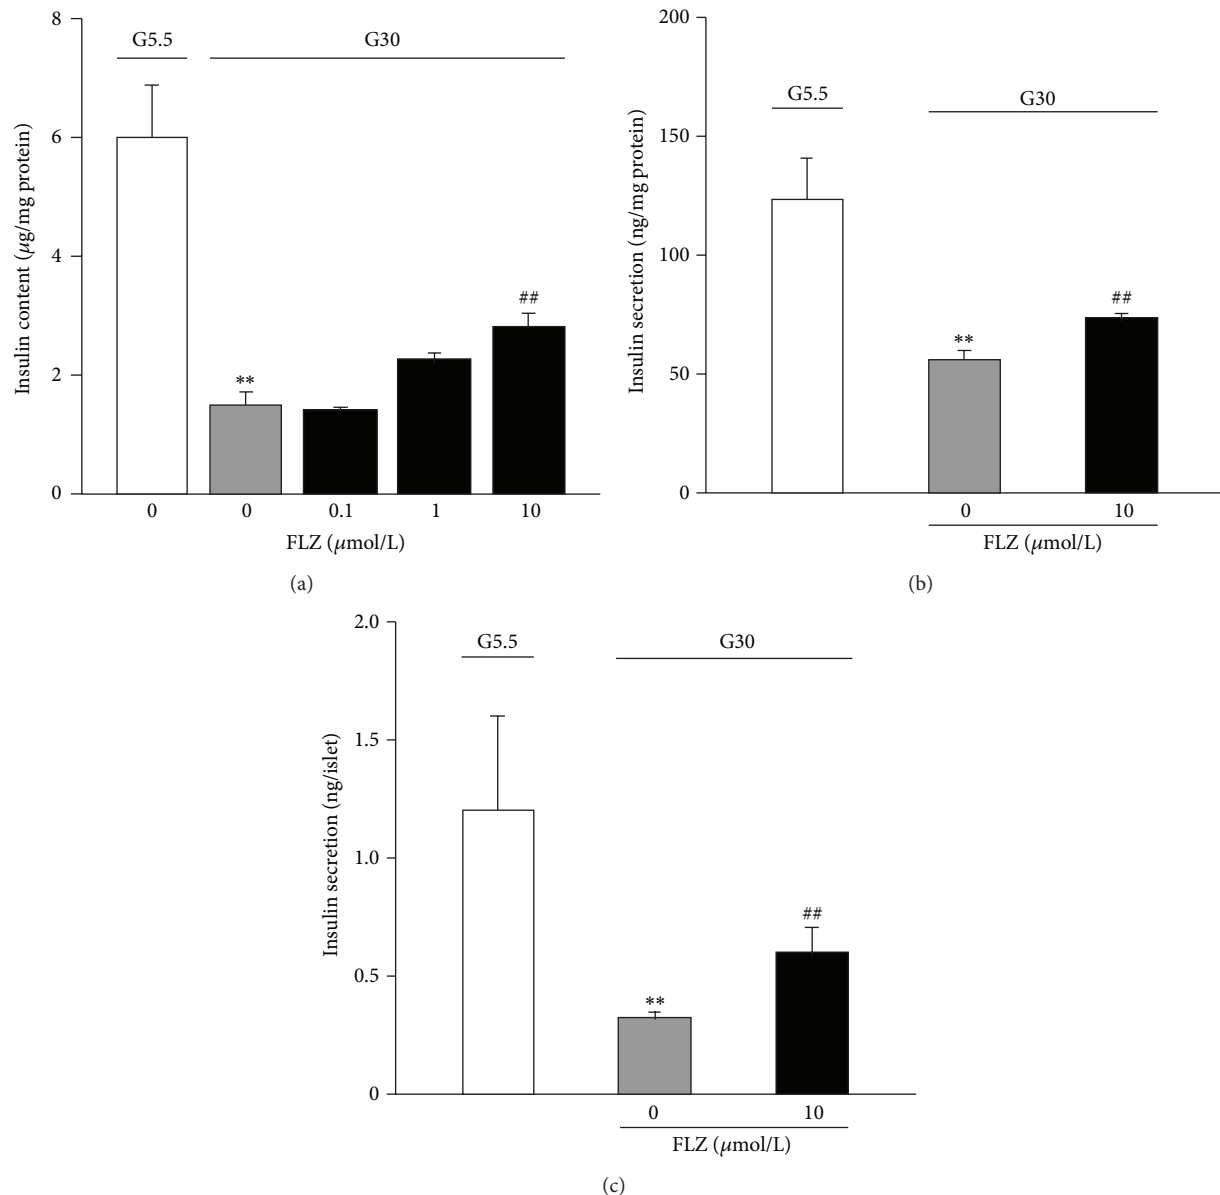 8
6
4
2
0
Insulin content (μg/mg protein)
G5.5
G30
**
##
0
0
0.1
1
10
FLZ (μmol/L)
(a)
200
150
100
50
0
Insulin secretion (ng/mg protein)
G5.5
G30
**
##
0
10
FLZ (μmol/L)
(b)
2.0
1.5
1.0
0.5
0
Insulin secretion (ng/islet)
G5.5
G30
**
##
0
10
FLZ (μmol/L)
(c)